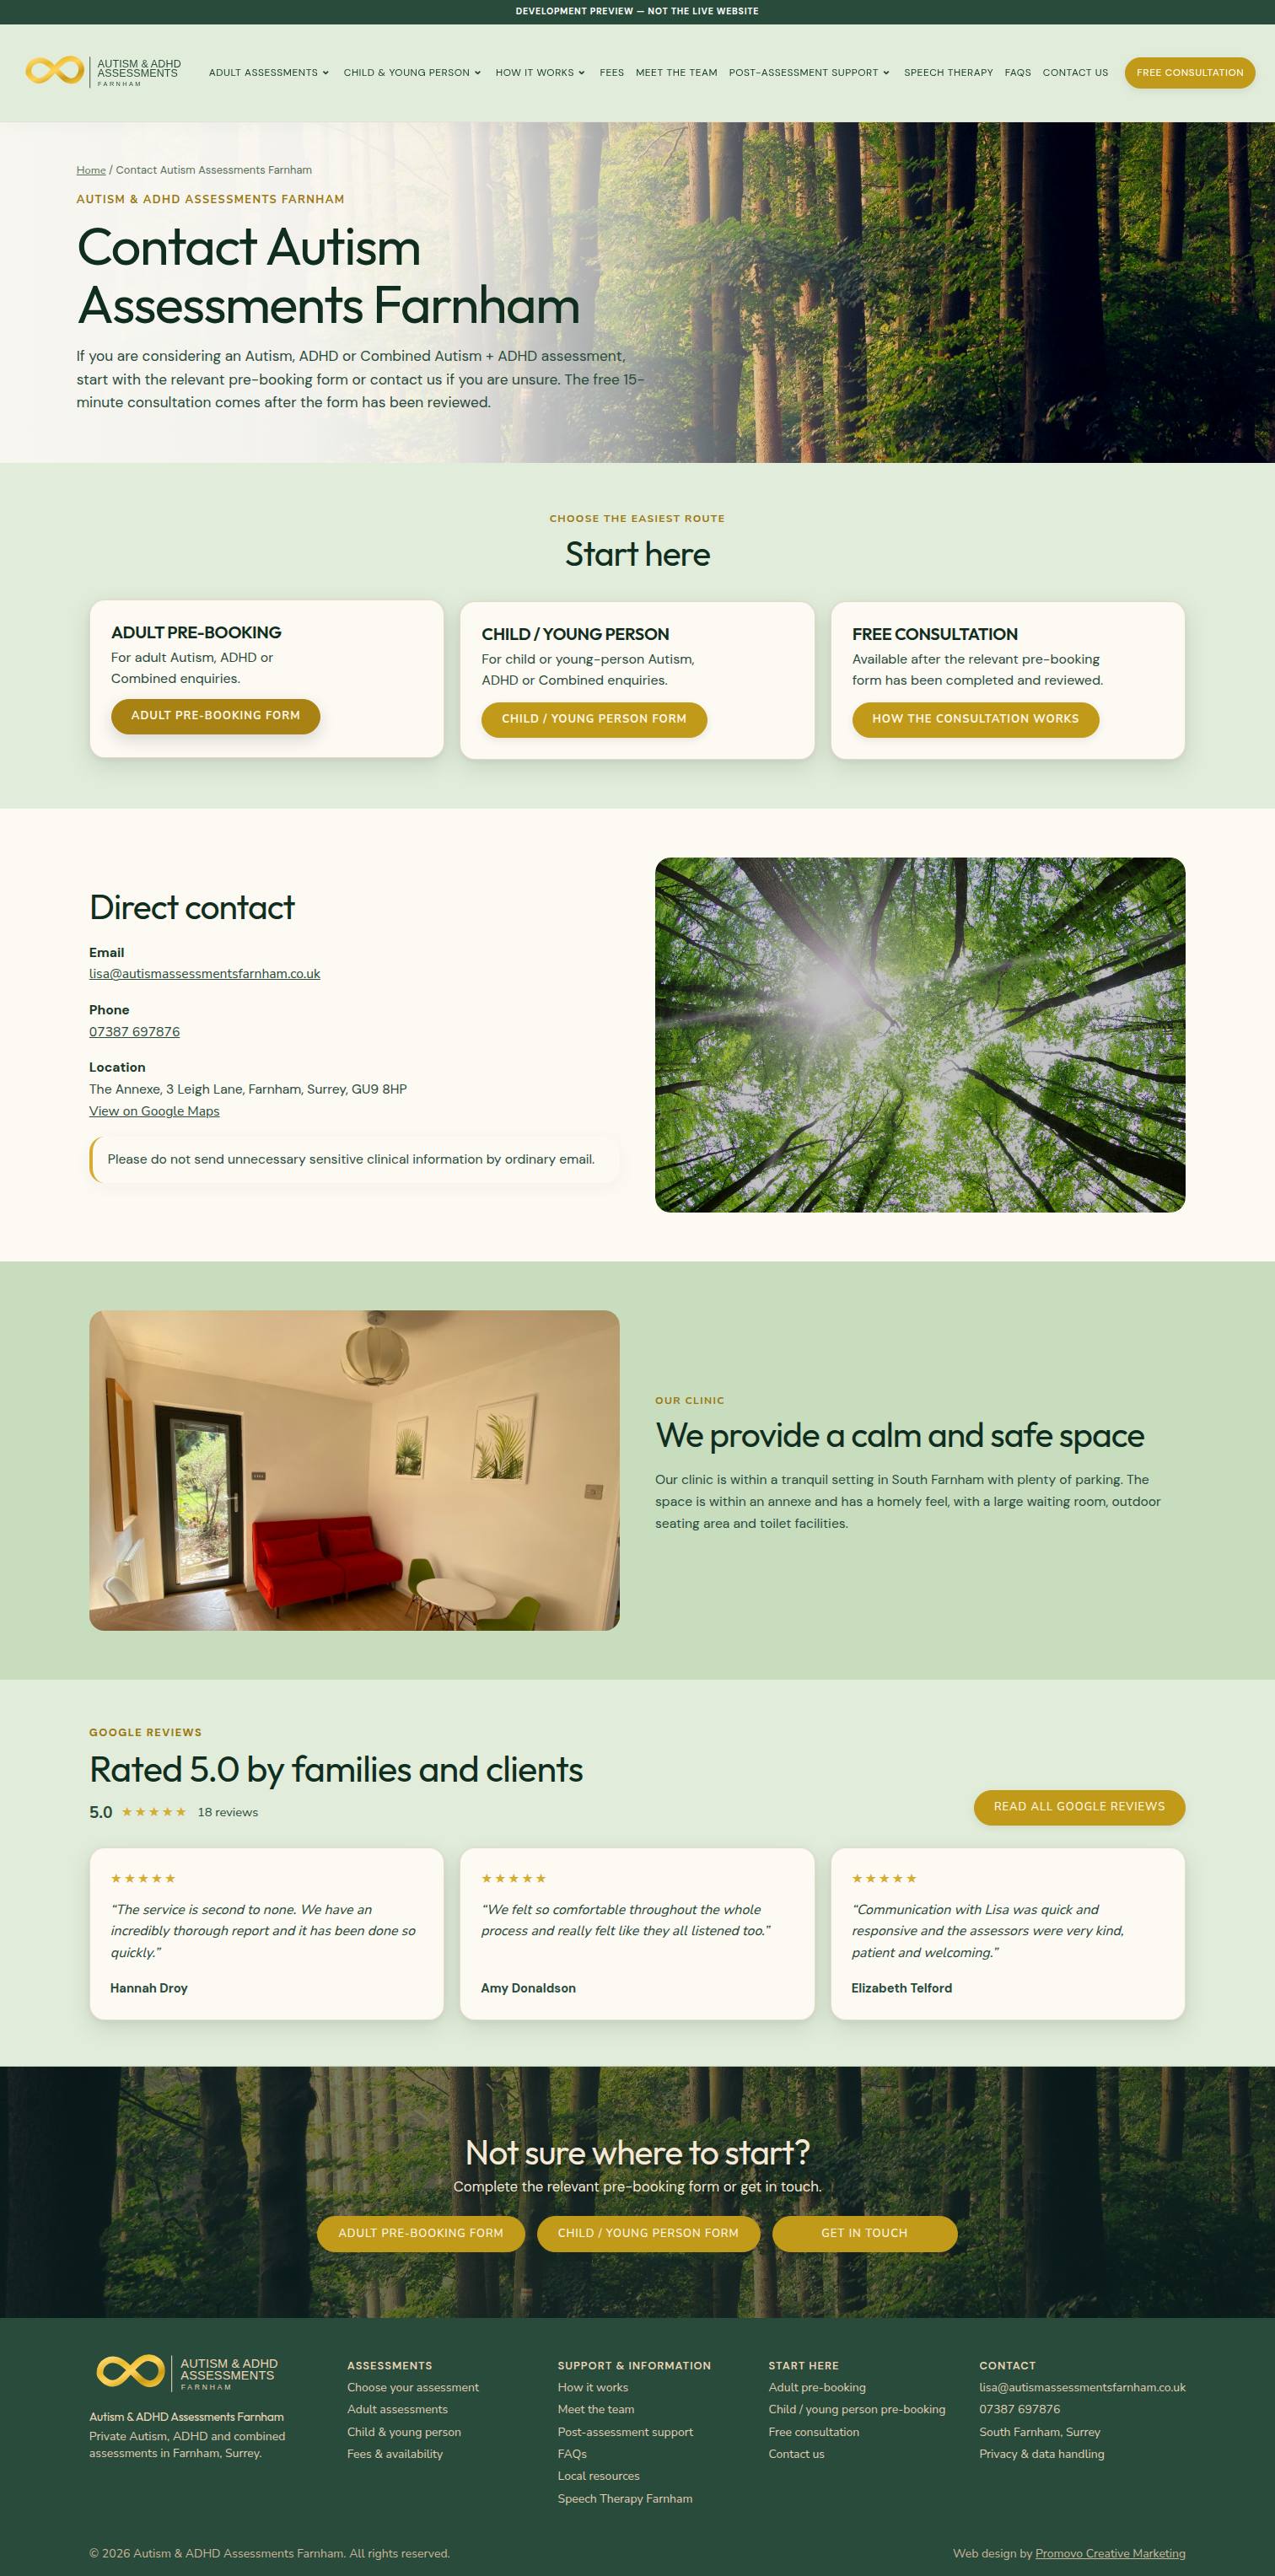 DEVELOPMENT PREVIEW — NOT THE LIVE WEBSITE
AUTISM & ADHD
ASSESSMENTS
FARNHAM
ADULT ASSESSMENTS
CHILD & YOUNG PERSON
HOW IT WORKS
FEES
MEET THE TEAM
POST-ASSESSMENT SUPPORT
SPEECH THERAPY
FAQS
CONTACT US
FREE CONSULTATION
Home / Contact Autism Assessments Farnham
AUTISM & ADHD ASSESSMENTS FARNHAM
Contact Autism
Assessments Farnham
If you are considering an Autism, ADHD or Combined Autism + ADHD assessment,
start with the relevant pre-booking form or contact us if you are unsure. The free 15-
minute consultation comes after the form has been reviewed.
CHOOSE THE EASIEST ROUTE
Start here
ADULT PRE-BOOKING
For adult Autism, ADHD or
Combined enquiries.
ADULT PRE-BOOKING FORM
CHILD / YOUNG PERSON
For child or young-person Autism,
ADHD or Combined enquiries.
CHILD / YOUNG PERSON FORM
FREE CONSULTATION
Available after the relevant pre-booking
form has been completed and reviewed.
HOW THE CONSULTATION WORKS
Direct contact
Email
lisa@autismassessmentsfarnham.co.uk
Phone
07387 697876
Location
The Annexe, 3 Leigh Lane, Farnham, Surrey, GU9 8HP
View on Google Maps
Please do not send unnecessary sensitive clinical information by ordinary email.
OUR CLINIC
We provide a calm and safe space
Our clinic is within a tranquil setting in South Farnham with plenty of parking. The
space is within an annexe and has a homely feel, with a large waiting room, outdoor
seating area and toilet facilities.
GOOGLE REVIEWS
Rated 5.0 by families and clients
5.0 ★★★★★ 18 reviews
READ ALL GOOGLE REVIEWS
★★★★★
“The service is second to none. We have an
incredibly thorough report and it has been done so
quickly.”
Hannah Droy
★★★★★
“We felt so comfortable throughout the whole
process and really felt like they all listened too.”
Amy Donaldson
★★★★★
“Communication with Lisa was quick and
responsive and the assessors were very kind,
patient and welcoming.”
Elizabeth Telford
Not sure where to start?
Complete the relevant pre-booking form or get in touch.
ADULT PRE-BOOKING FORM
CHILD / YOUNG PERSON FORM
GET IN TOUCH
AUTISM & ADHD
ASSESSMENTS
FARNHAM
Autism & ADHD Assessments Farnham
Private Autism, ADHD and combined
assessments in Farnham, Surrey.
ASSESSMENTS
Choose your assessment
Adult assessments
Child & young person
Fees & availability
SUPPORT & INFORMATION
How it works
Meet the team
Post-assessment support
FAQs
Local resources
Speech Therapy Farnham
START HERE
Adult pre-booking
Child / young person pre-booking
Free consultation
Contact us
CONTACT
lisa@autismassessmentsfarnham.co.uk
07387 697876
South Farnham, Surrey
Privacy & data handling
© 2026 Autism & ADHD Assessments Farnham. All rights reserved.
Web design by Promovo Creative Marketing